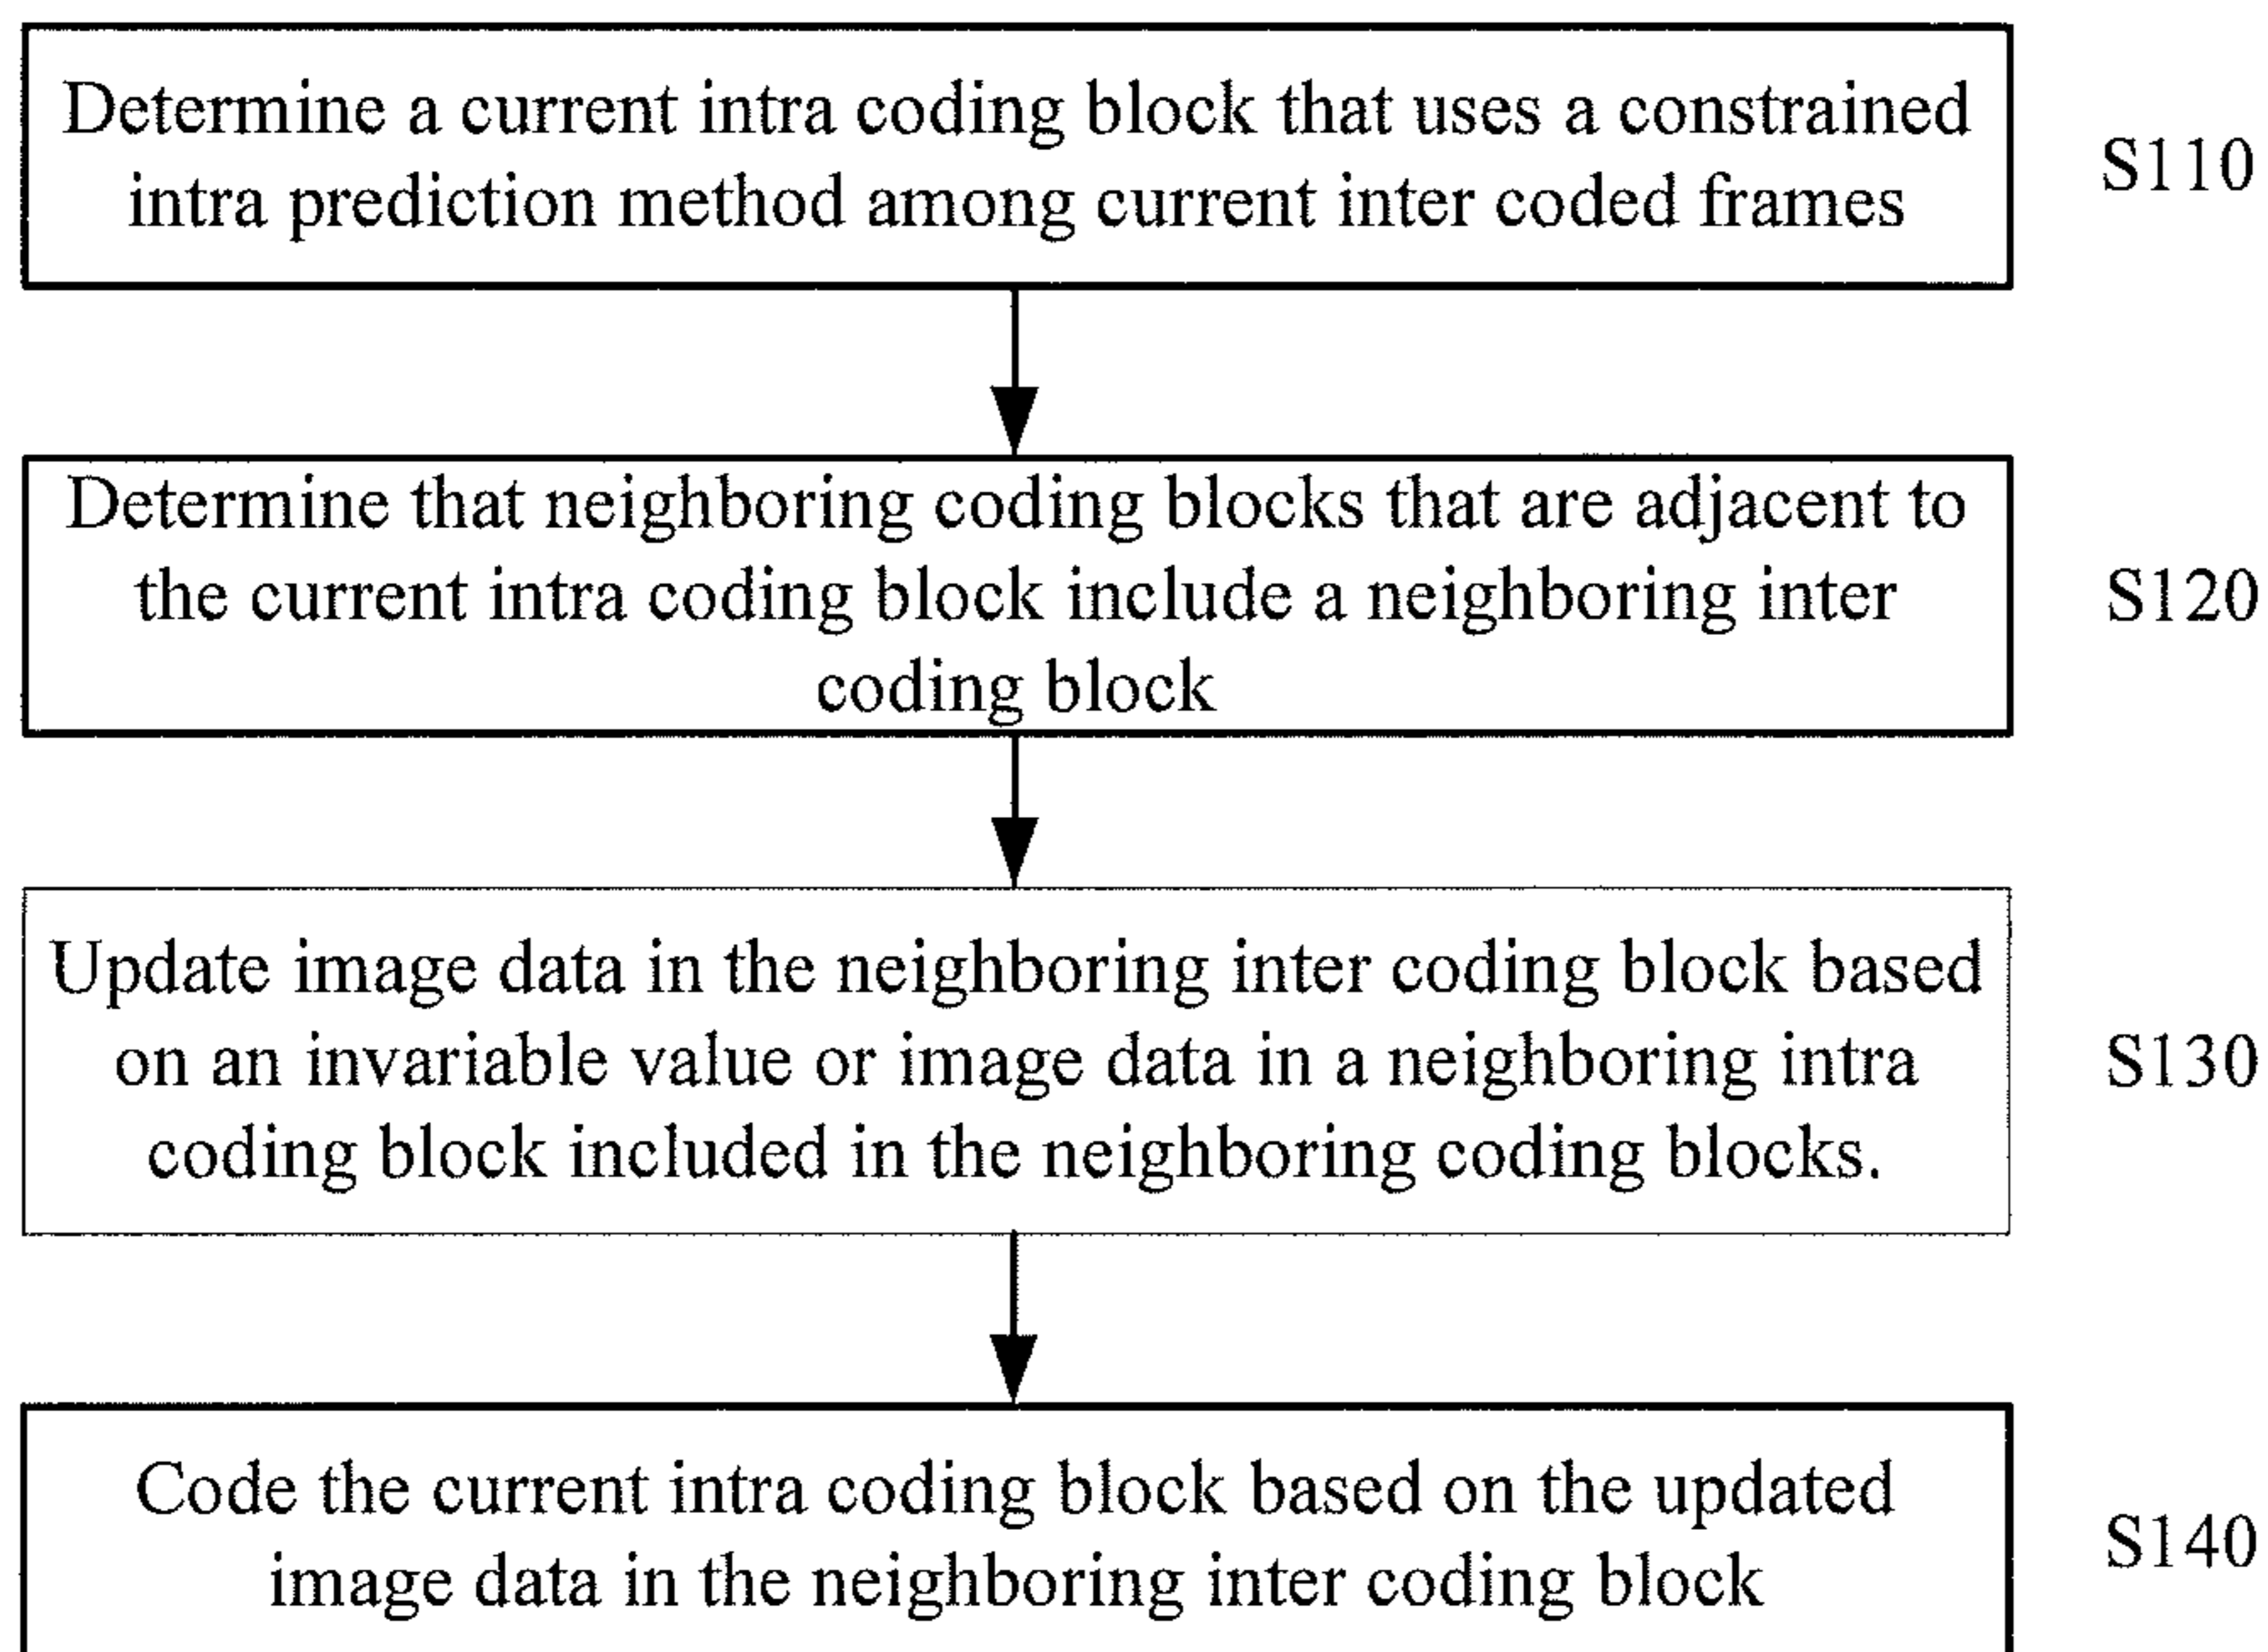 Determine a current intra coding block that uses a constrained
intra prediction method among current inter coded frames
S110
Determine that neighboring coding blocks that are adjacent to
the current intra coding block include a neighboring inter
coding block
S120
Update image data in the neighboring inter coding block based
on an invariable value or image data in a neighboring intra
coding block included in the neighboring coding blocks.
S130
Code the current intra coding block based on the updated
image data in the neighboring inter coding block
S140